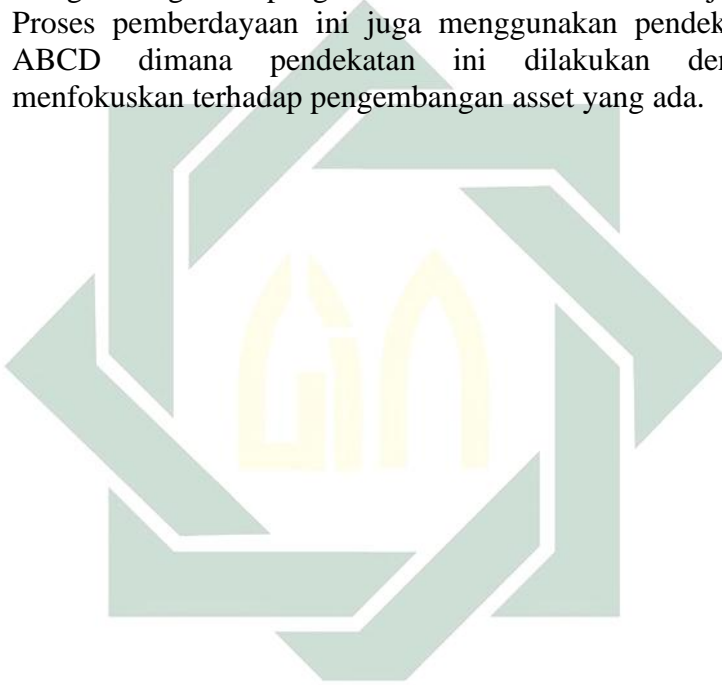 Proses pemberdayaan ini juga menggunakan pendek
ABCD dimana pendekatan ini dilakukan der
menfokuskan terhadap pengembangan asset yang ada.